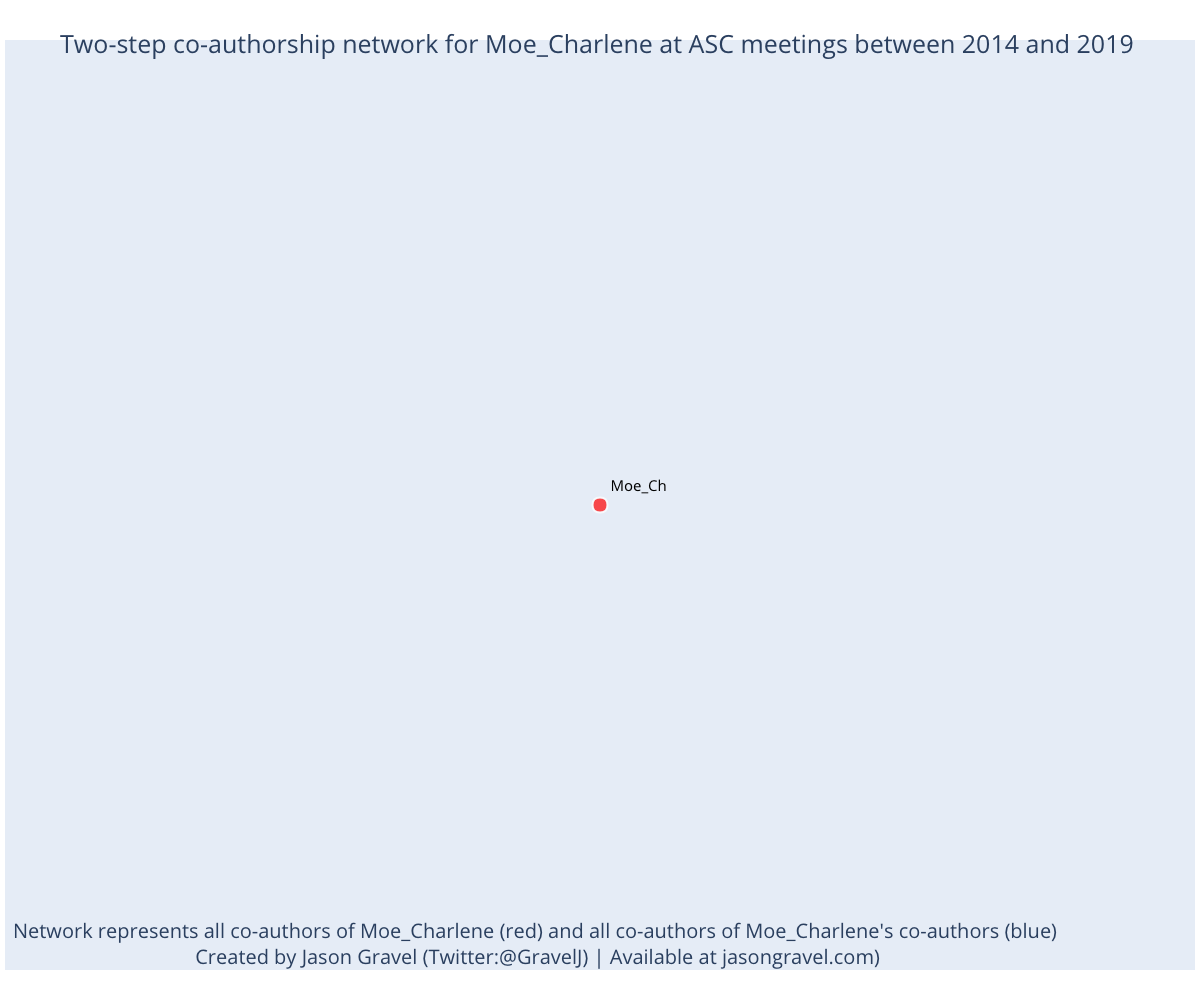 Two-step co-authorship network for Moe_Charlene at ASC meetings between 2014 and 2019
Moe_Ch
Network represents all co-authors of Moe_Charlene (red) and all co-authors of Moe_Charlene's co-authors (blue)
Created by Jason Gravel (Twitter:@GravelJ) | Available at jasongravel.com)